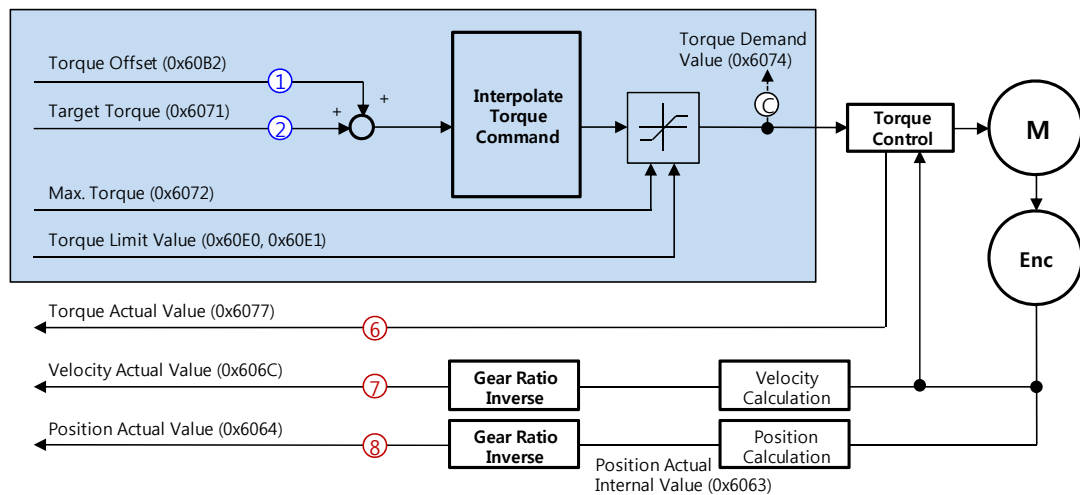 Torque Demand
Value (0x6074)
Torque Offset (0x60B2)
1
+
C
Target Torque (0x6071)
+
2
Interpolate
Torque
Command
Torque
Control
M
Max. Torque (0x6072)
Torque Limit Value (0x60E0, 0x60E1)
Enc
Torque Actual Value (0x6077)
6
Velocity Actual Value (0x606C)
7
Gear Ratio
Inverse
Velocity
Calculation
Position Actual Value (0x6064)
8
Gear Ratio
Inverse
Position
Calculation
Position Actual
Internal Value (0x6063)